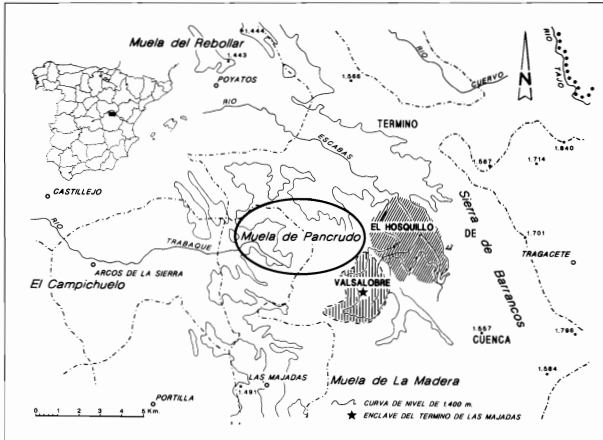 Muela del Rebollar
1.444
1.443
POYATOS
1.566
RIO
CUERVO
RIO
TAJO
RIO
ESCABAS
TERMINO
1.840
1.587
1.714
CASTILLEJO
Sierra de Barrancos
DE
EL HOSQUILLO
RIO
TRABAQUE
Muela de Pancrudo
1.701
TRAGACETE
ARCOS DE LA SIERRA
El Campichuelo
VALSALOBRE
1.557
CUENCA
1.796
1.584
LAS MAJADAS
1.491
Muela de La Madera
PORTILLA
0 1 2 3 4 5 Km.
CURVA DE NIVEL DE 1.400 m.
ENCLAVE DEL TERMINO DE LAS MAJADAS